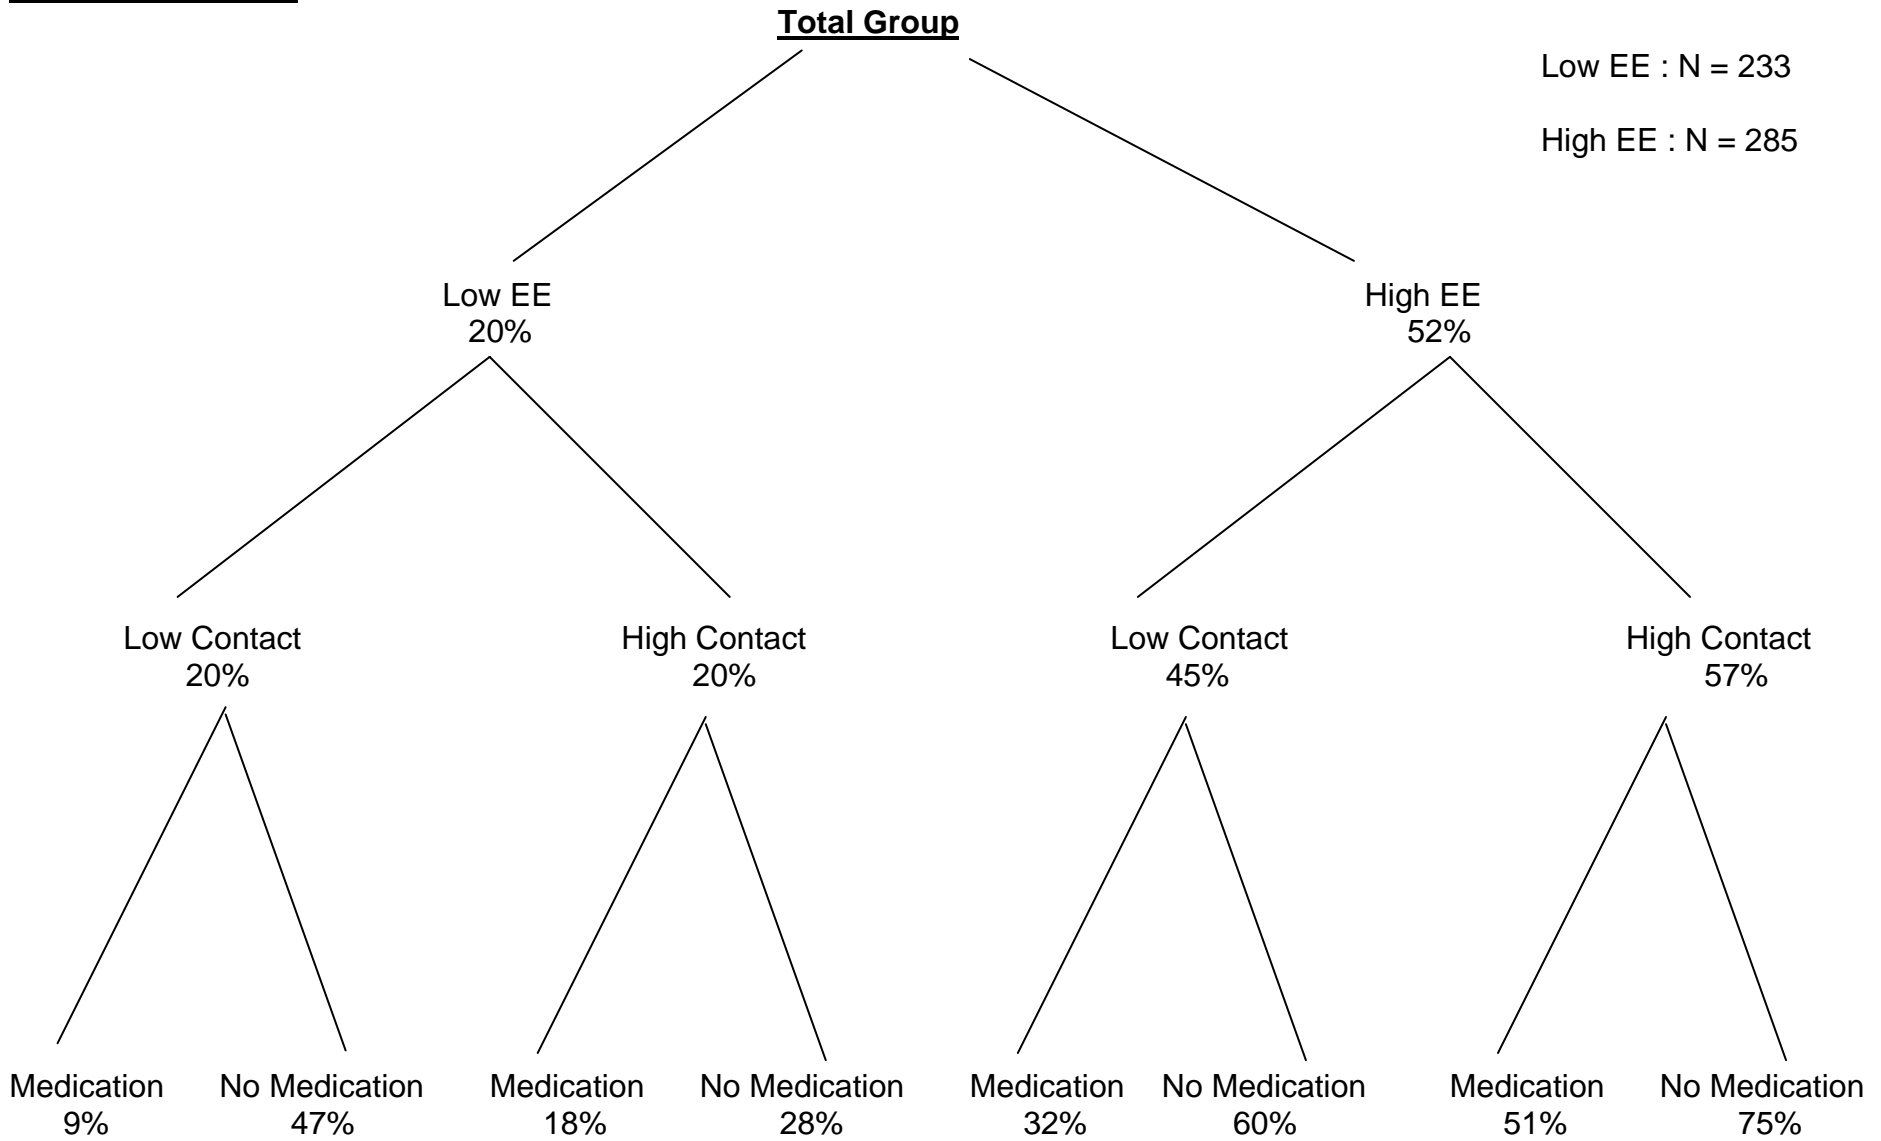 Total Group
Low EE : N = 233
High EE : N = 285
Low EE
20%
High EE
52%
Low Contact
20%
High Contact
20%
Low Contact
45%
High Contact
57%
Medication
9%
No Medication
47%
Medication
18%
No Medication
28%
Medication
32%
No Medication
60%
Medication
51%
No Medication
75%